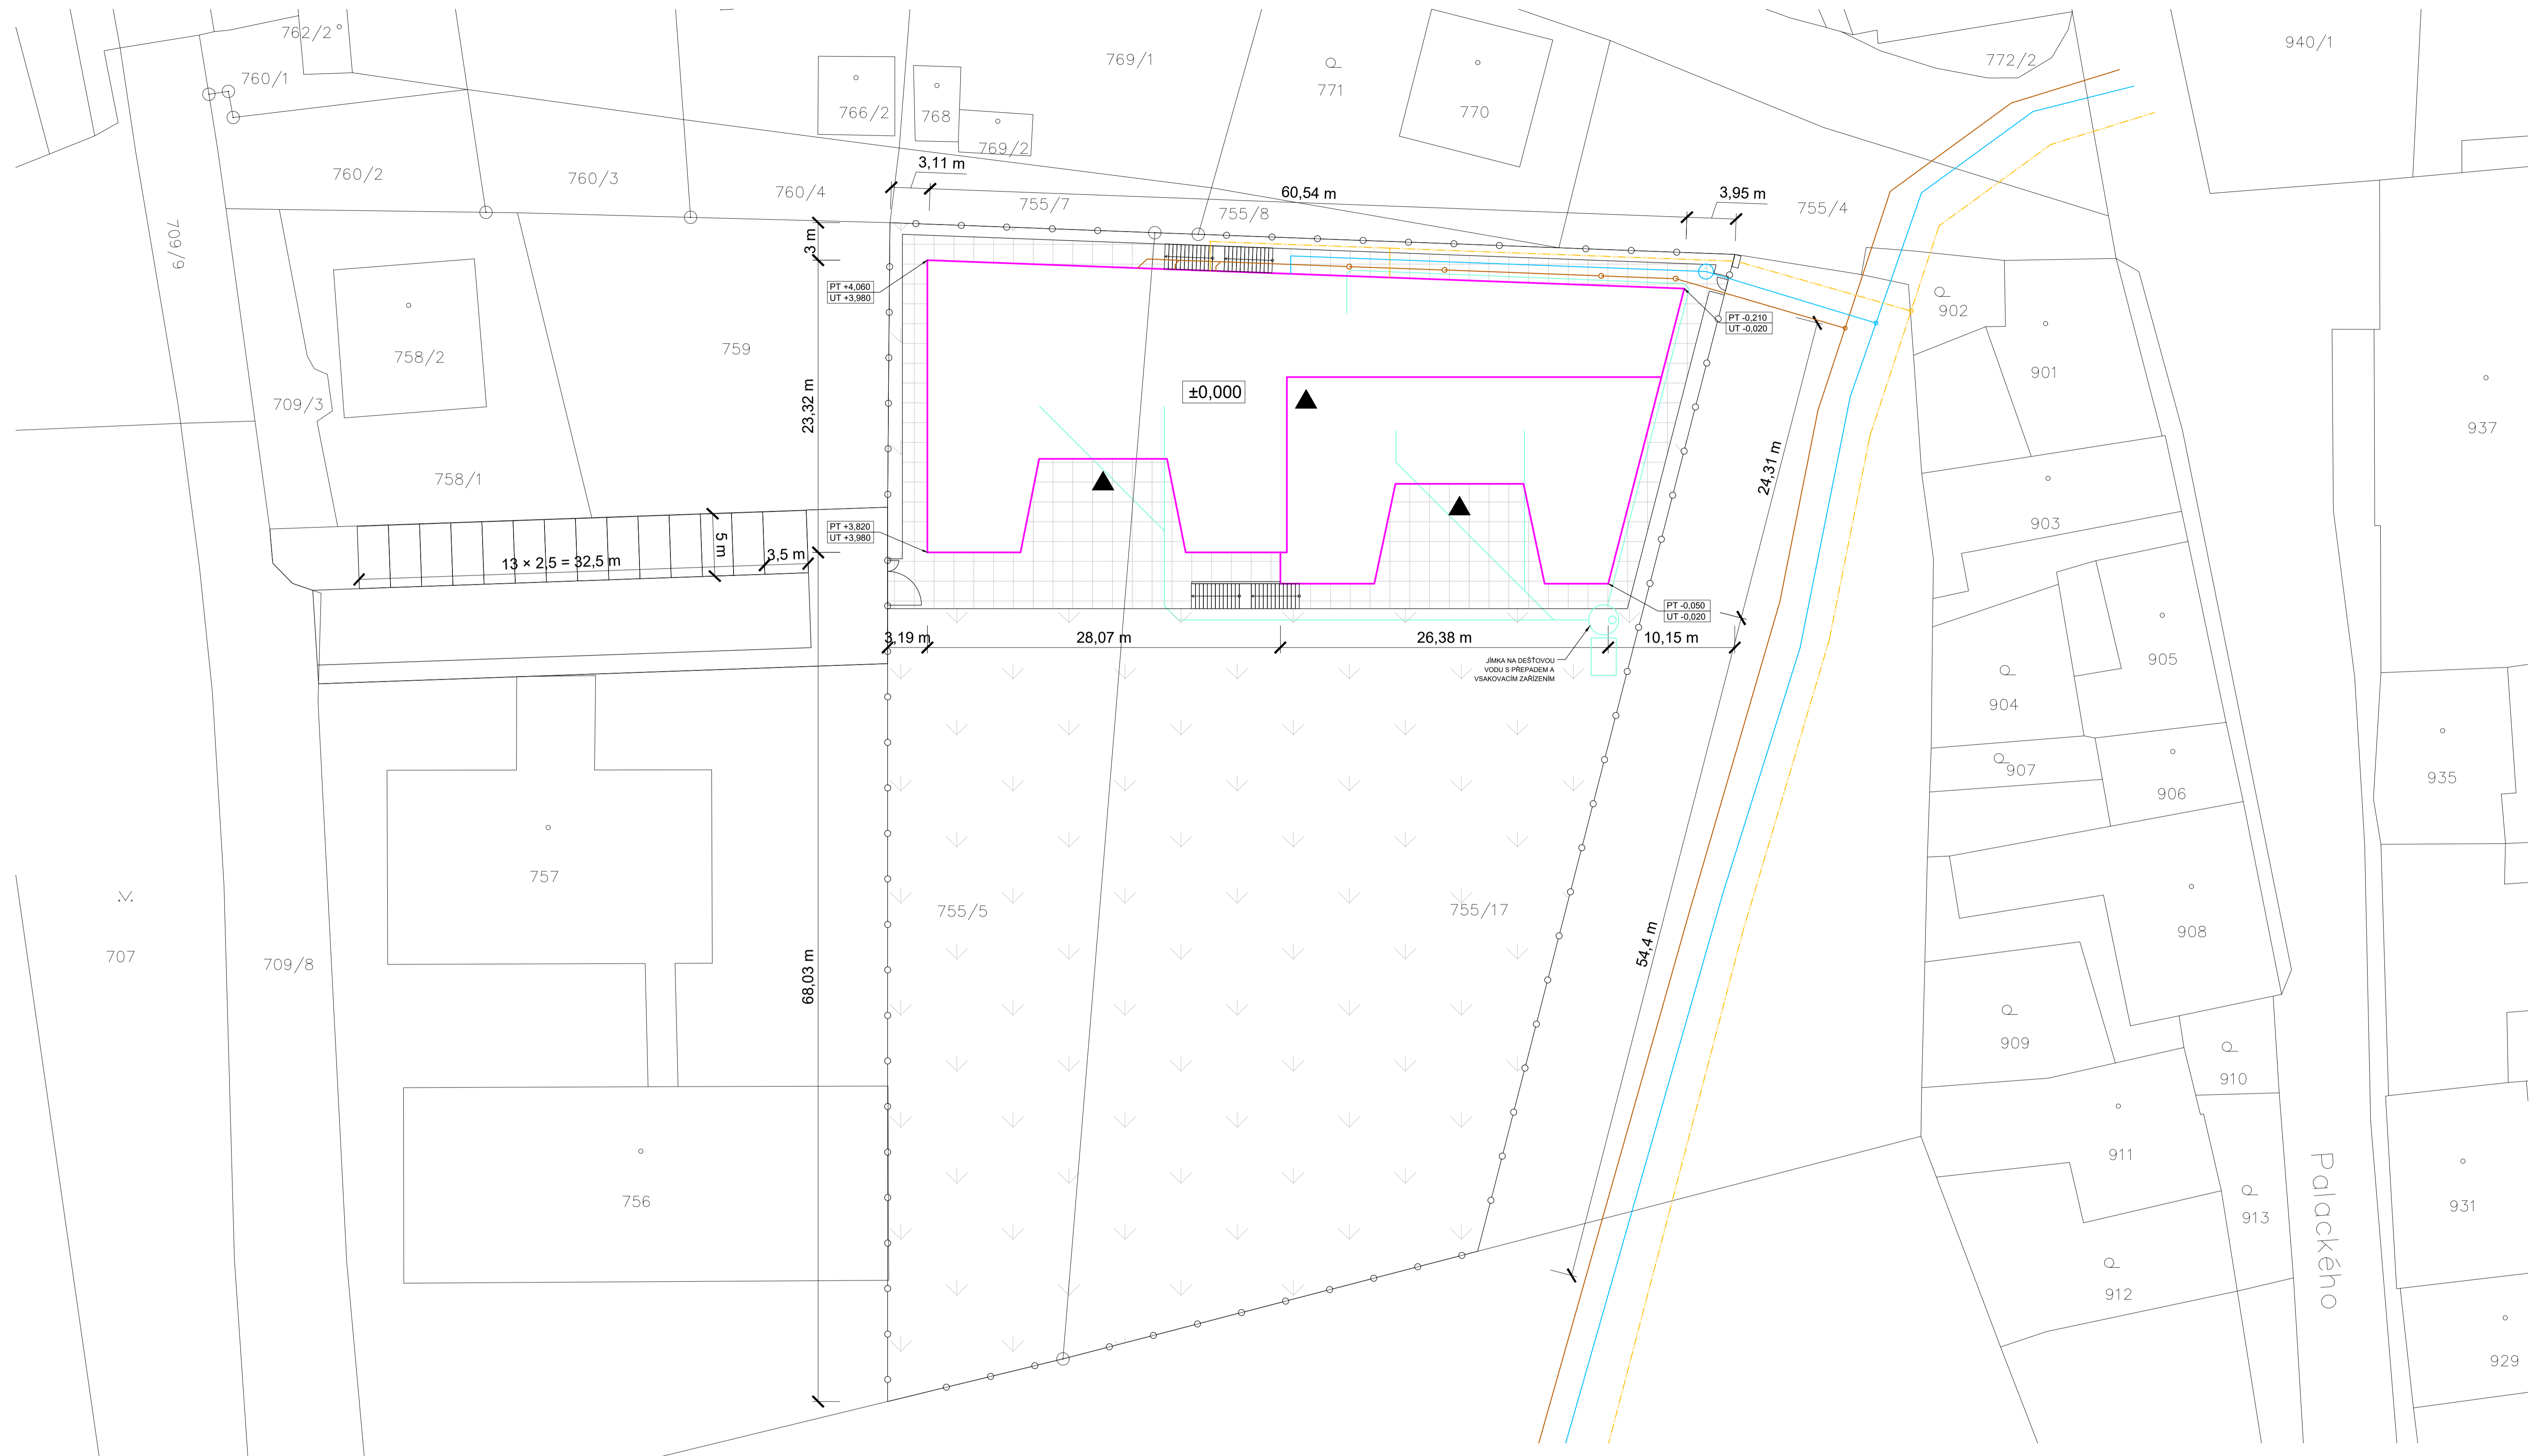 762/2
940/1
760/1
769/1
772/2
771
766/2
768
770
769/2
3,11 m
760/2
760/3
760/4
60,54 m
3,95 m
755/7
755/8
755/4
709/9
3 m
PT +4,060
UT +3,980
902
PT -0,210
UT -0,020
759
758/2
901
±0,000
709/3
23,32 m
937
24,31 m
758/1
903
PT +3,820
UT +3,980
5 m
3,5 m
13 × 2,5 = 32,5 m
PT -0,050
UT -0,020
3,19 m
28,07 m
26,38 m
10,15 m
JÍMKA NA DEŠŤOVOU
VODU S PŘEPADEM A
VSAKOVACÍM ZAŘÍZENÍM
905
904
907
935
906
757
755/5
755/17
908
707
709/8
68,03 m
54,4 m
909
910
911
756
913
931
Palackého
912
929